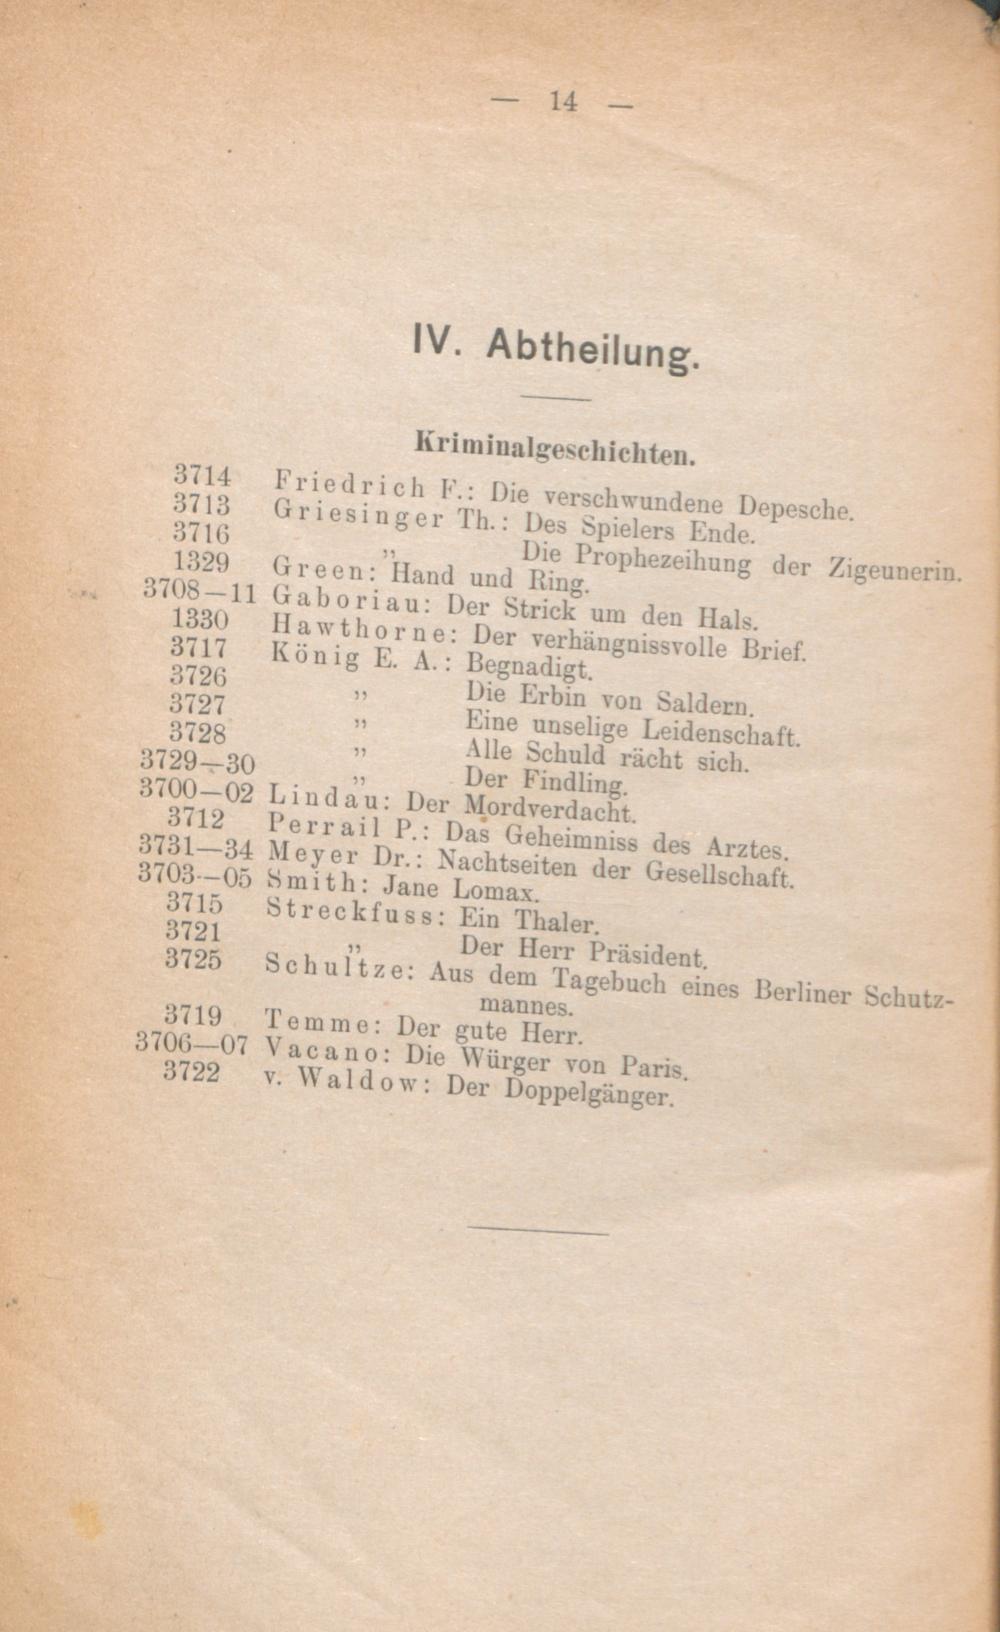 — 14 —
IV. Abtheilung.
Kriminalgeschichten.
3714 Friedrich F.: Die verschwundene Depesche.
3713 Griesinger Th.: Des Spielers Ende.
3716 „ Die Prophezeihung der Zigeunerin.
1329 Green: Hand und Ring.
3708—11 Gaboriau: Der Strick um den Hals.
1330 Hawthorne: Der verhängnissvolle Brief.
3717 König E. A.: Begnadigt.
3726 „ Die Erbin von Saldern.
3727 „ Eine unselige Leidenschaft.
3728 „ Alle Schuld rächt sich.
3729—30 „ Der Findling.
3700—02 Lindau: Der Mordverdacht.
3712 Perrail P.: Das Geheimniss des Arztes.
3731—34 Meyer Dr.: Nachtseiten der Gesellschaft.
3703—05 Smith: Jane Lomax.
3715 Streckfuss: Ein Thaler.
3721 „ Der Herr Präsident.
3725 Schultze: Aus dem Tagebuch eines Berliner Schutz-
mannes.
3719 Temme: Der gute Herr.
3706—07 Vacano: Die Würger von Paris.
3722 v. Waldow: Der Doppelgänger.